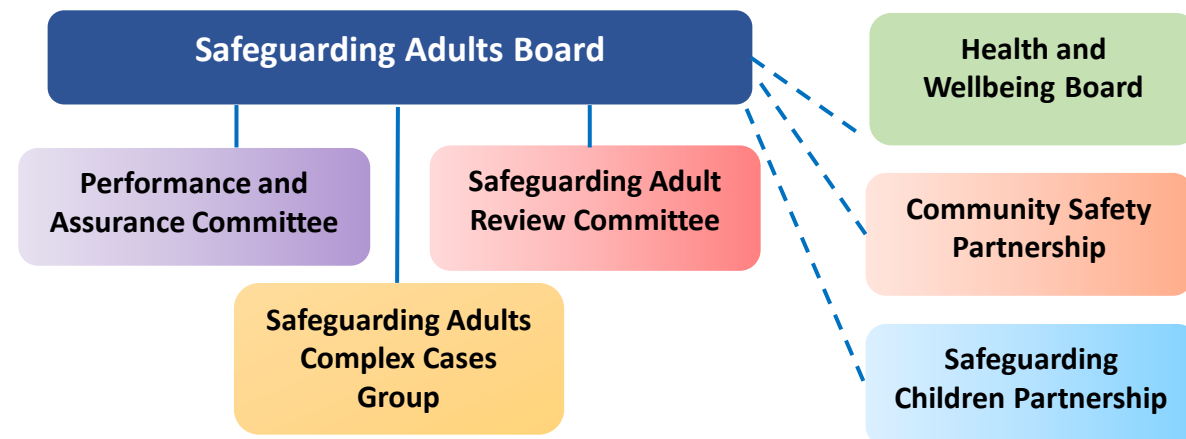 Safeguarding Adults Board
Health and
Wellbeing Board
Performance and
Assurance Committee
Safeguarding Adult
Review Committee
Community Safety
Partnership
Safeguarding Adults
Complex Cases
Group
Safeguarding
Children Partnership